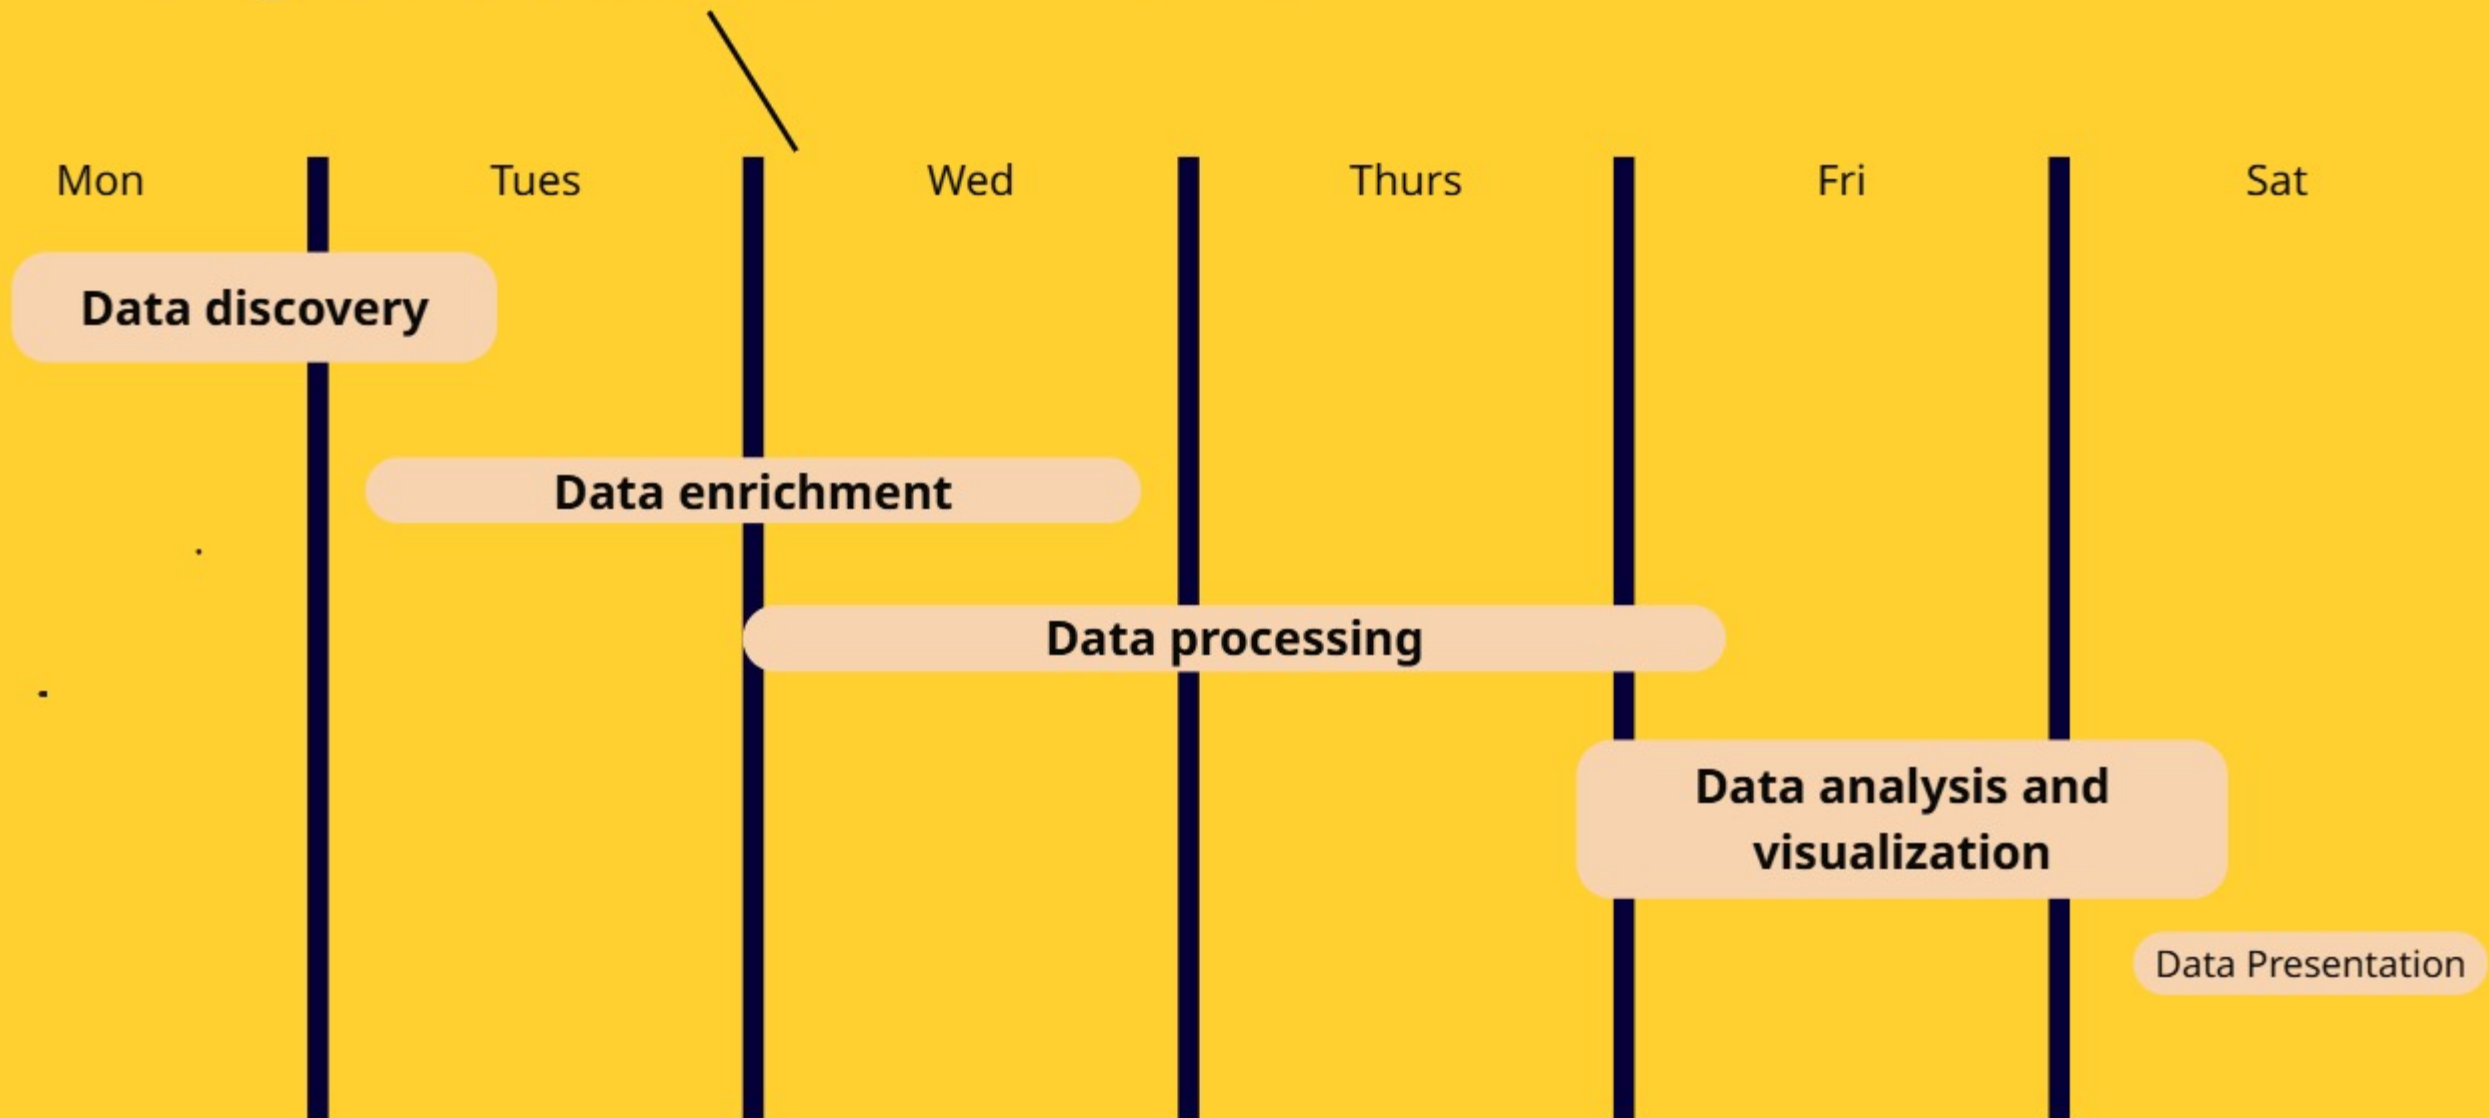 Mon Tues Wed Thurs Fri Sat
Data discovery
Data enrichment
Data processing
Data analysis and
visualization
Data Presentation